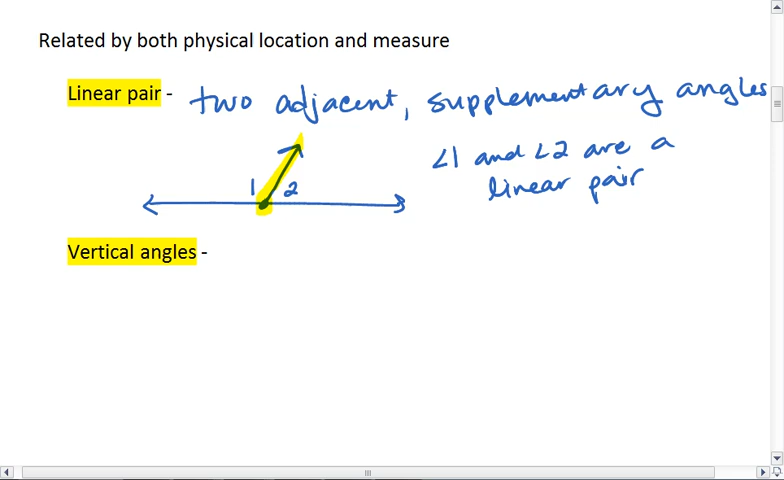 Related by both physical location and measure
Linear pair - two adjacent, supplementary angles
∠1 and ∠2 are a
linear pair
1 2
Vertical angles -